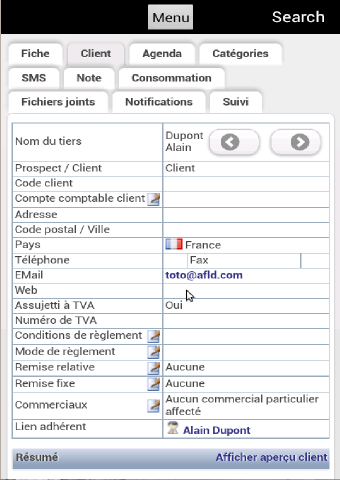 Menu Search
Fiche Client Agenda Catégories
SMS Note Consommation
Fichiers joints Notifications Suivi
Nom du tiers Dupont
Alain
Prospect / Client Client
Code client
Compte comptable client
Adresse
Code postal / Ville
Pays France
Téléphone Fax
EMail toto@afld.com
Web
Assujetti à TVA Oui
Numéro de TVA
Conditions de règlement
Mode de règlement
Remise relative Aucune
Remise fixe Aucune
Commerciaux Aucun commercial particulier
affecté
Lien adhérent Alain Dupont
Résumé Afficher aperçu client